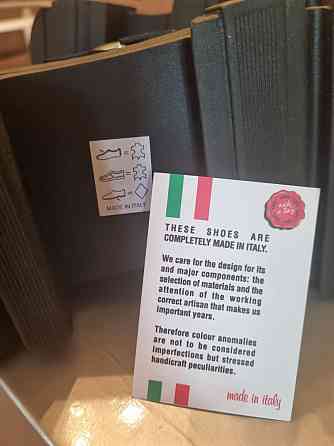 MADE IN ITALY
THESE SHOES ARE
COMPLETELY MADE IN ITALY.
We care for the design for its
and major components: the
selection of materials and the
attention of the working
correct artisan that makes us
important years.
Therefore colour anomalies
are not to be considered
imperfections but stressed
handicraft peculiarities.
made in italy